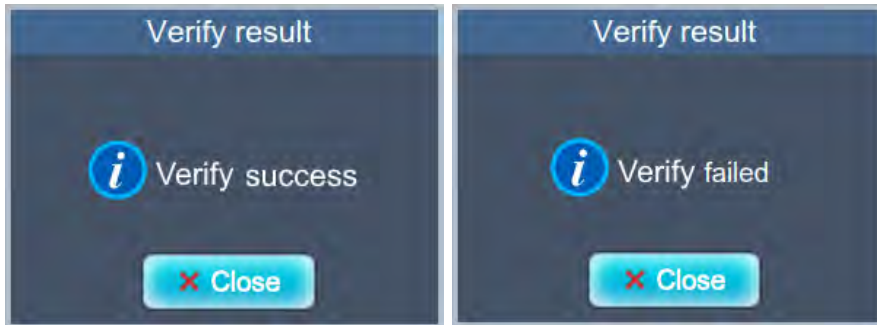 Verify result
Verify success
Close
Verify result
Verify failed
Close